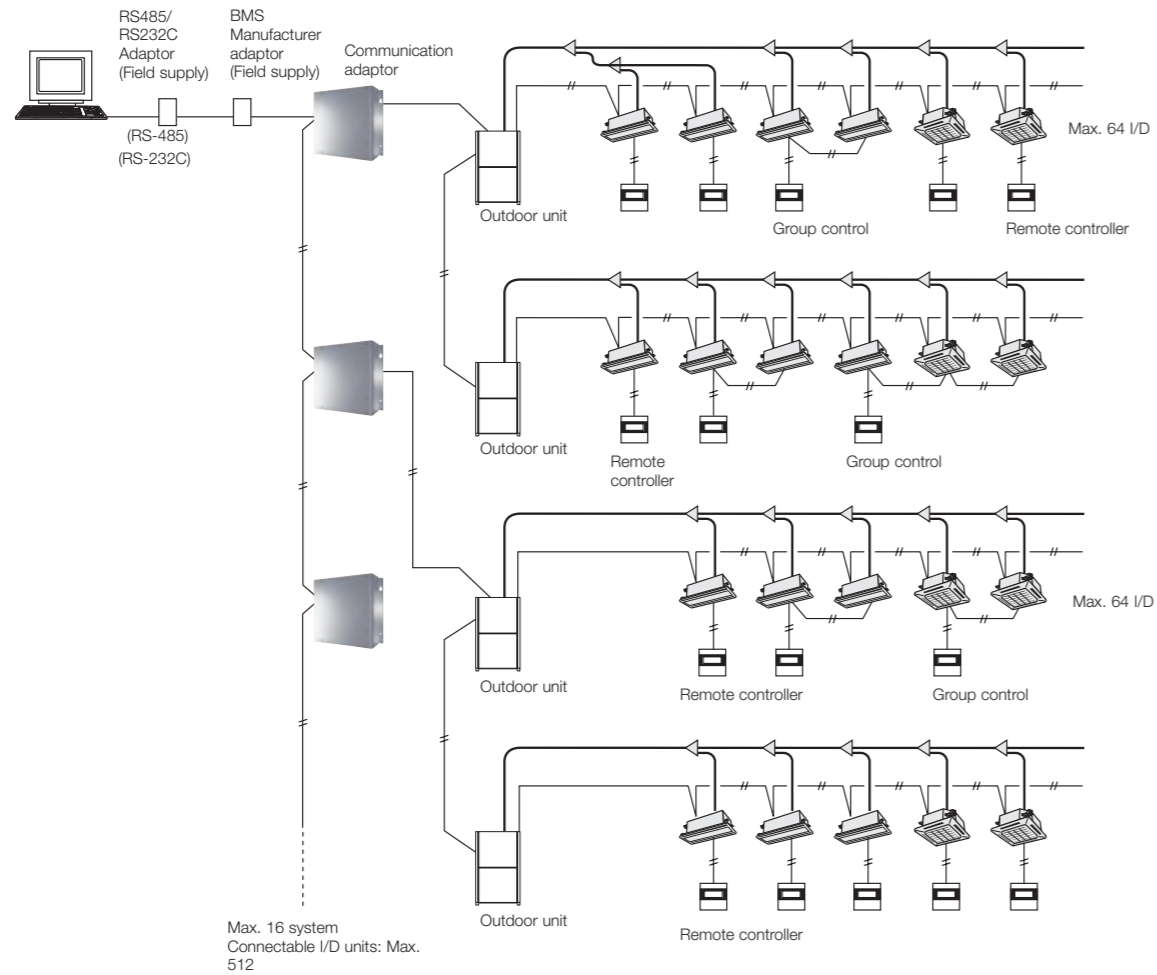 RS485/
RS232C
Adaptor
(Field supply)
BMS
Manufacturer
adaptor
(Field supply)
Communication
adaptor
(RS-485)
(RS-232C)
Max. 64 I/D
Outdoor unit
Group control
Remote controller
Outdoor unit
Remote
controller
Group control
Max. 64 I/D
Outdoor unit
Remote controller
Group control
Outdoor unit
Remote controller
Max. 16 system
Connectable I/D units: Max.
512